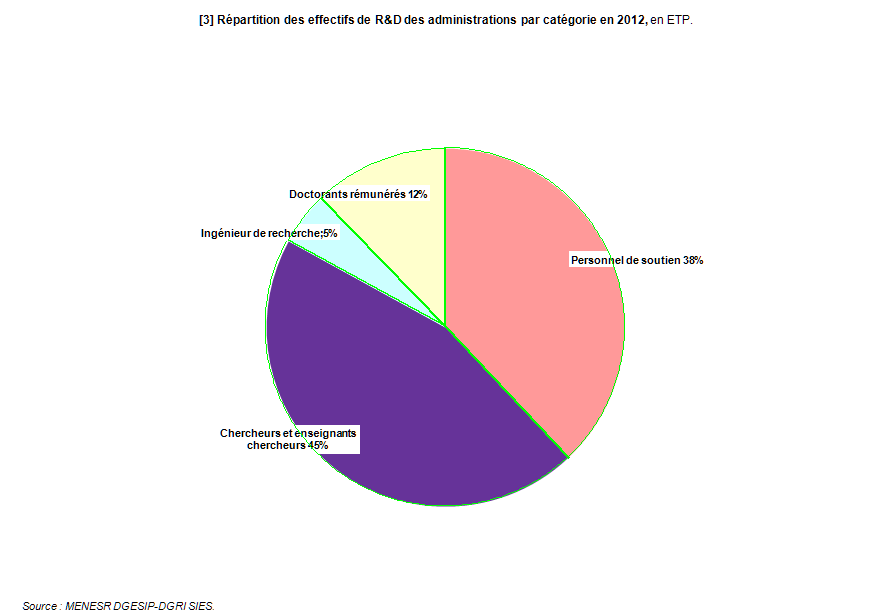 [3] Répartition des effectifs de R&D des administrations par catégorie en 2012, en ETP.
Doctorants rémunérés 12%
Ingénieur de recherche;5%
Personnel de soutien 38%
Chercheurs et enseignants
chercheurs 45%
Source : MENESR DGESIP-DGRI SIES.